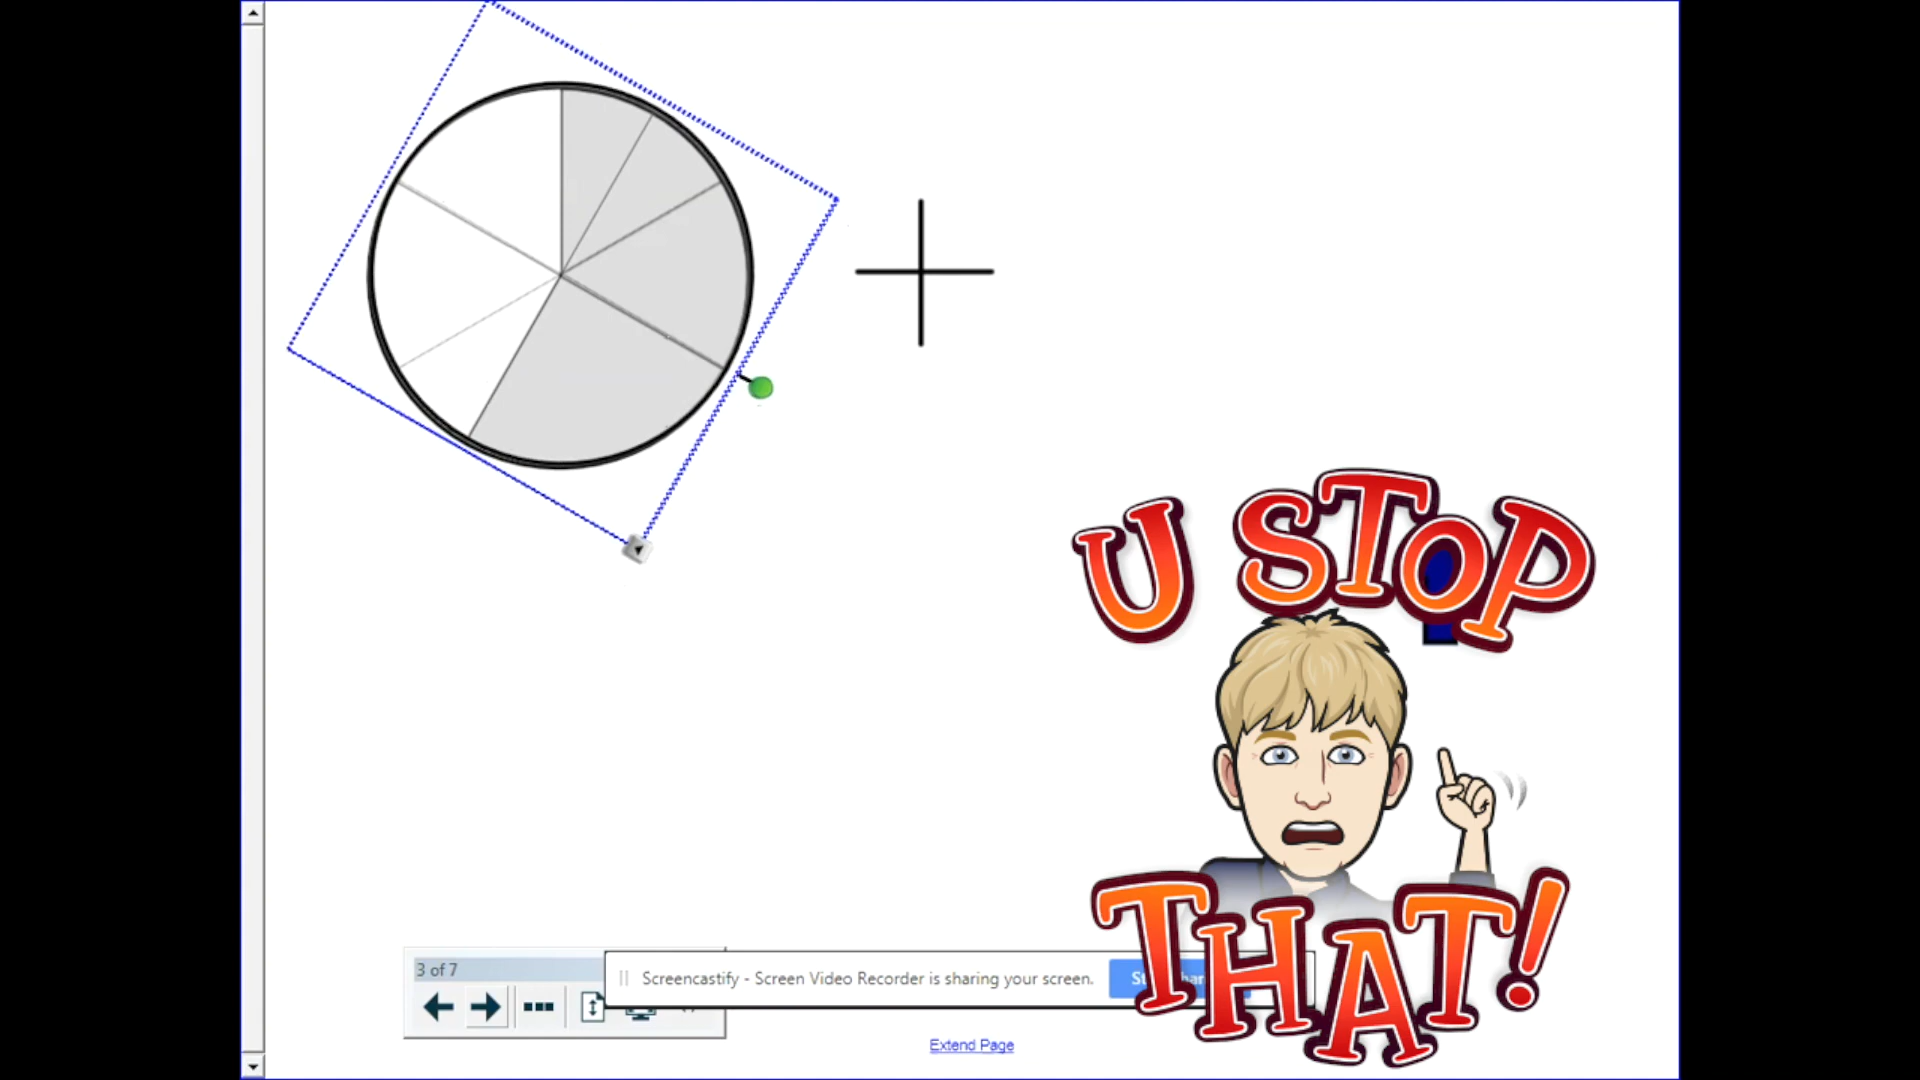 U STOP
THAT!
3 of 7
Screencastify - Screen Video Recorder is sharing your screen.
Extend Page